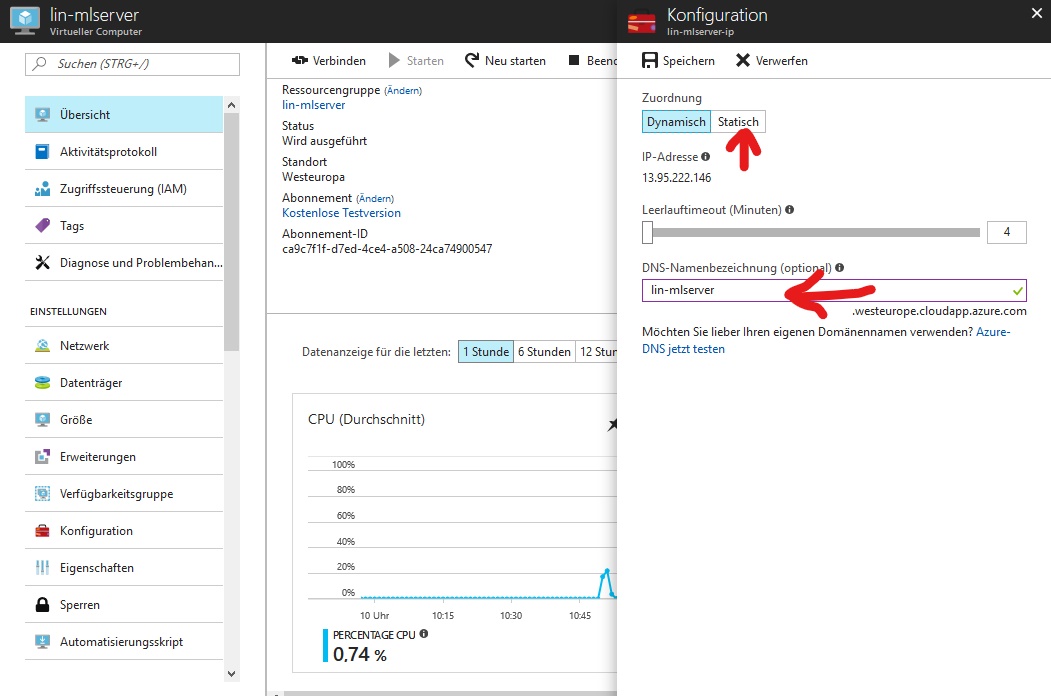 lin-mlserver
Virtueller Computer
Suchen (STRG+/)
Übersicht
Aktivitätsprotokoll
Zugriffssteuerung (IAM)
Tags
Diagnose und Problembehan...
EINSTELLUNGEN
Netzwerk
Datenträger
Größe
Erweiterungen
Verfügbarkeitsgruppe
Konfiguration
Eigenschaften
Sperren
Automatisierungsskript
Verbinden Starten Neu starten Beend
Ressourcengruppe (Ändern)
lin-mlserver
Status
Wird ausgeführt
Standort
Westeuropa
Abonnement (Ändern)
Kostenlose Testversion
Abonnement-ID
ca9c7f1f-d7ed-4ce4-a508-24ca74900547
Datenanzeige für die letzten: 1 Stunde 6 Stunden 12 Stun
CPU (Durchschnitt)
100%
80%
60%
40%
20%
0%
10 Uhr 10:15 10:30 10:45
PERCENTAGE CPU
0,74 %
Konfiguration
lin-mlserver-ip
Speichern Verwerfen
Zuordnung
Dynamisch Statisch
IP-Adresse
13.95.222.146
Leerlauftimeout (Minuten)
4
DNS-Namenbezeichnung (optional)
lin-mlserver
.westeurope.cloudapp.azure.com
Möchten Sie lieber Ihren eigenen Domänennamen verwenden? Azure-
DNS jetzt testen